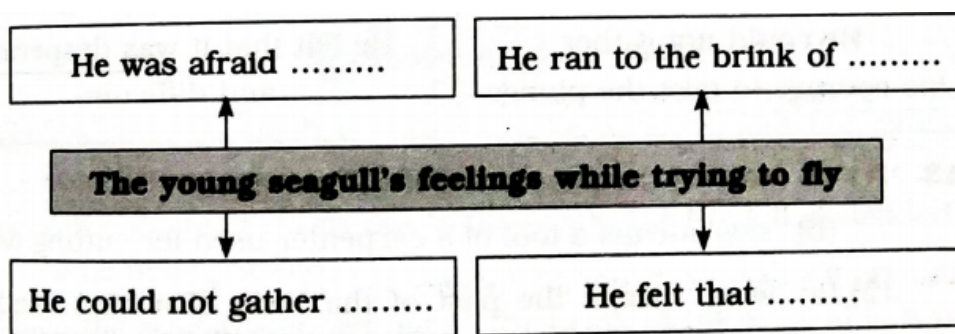 He was afraid .........
He ran to the brink of .........
The young seagull's feelings while trying to fly
He could not gather .........
He felt that .........